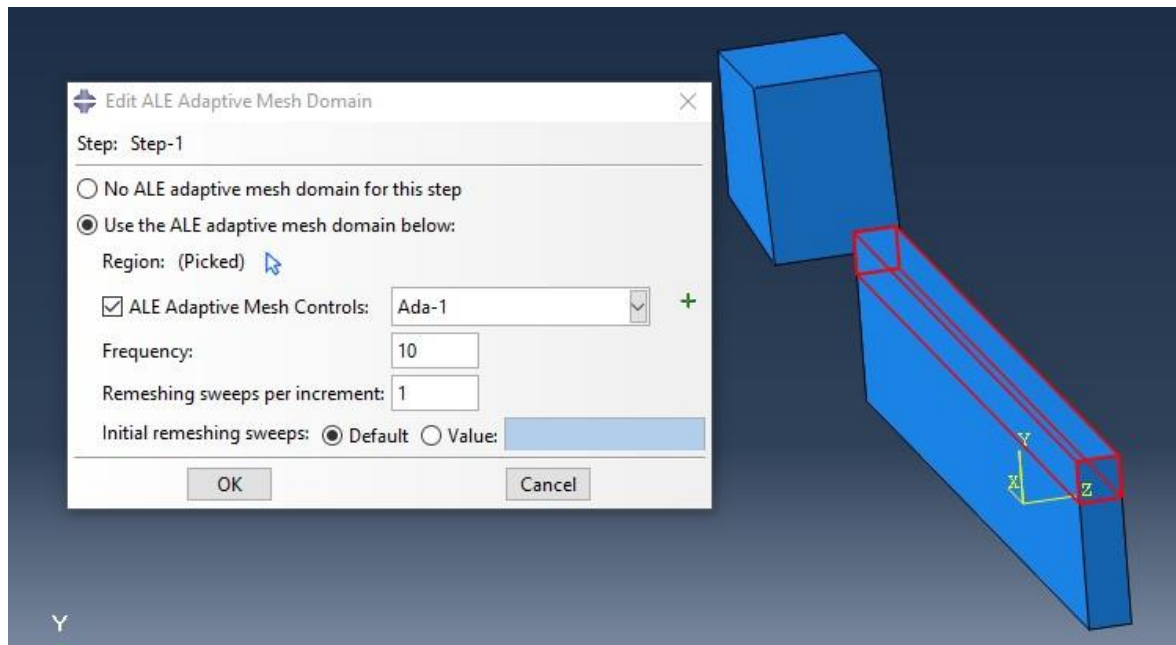 Edit ALE Adaptive Mesh Domain
Step: Step-1
No ALE adaptive mesh domain for this step
Use the ALE adaptive mesh domain below:
Region: (Picked)
ALE Adaptive Mesh Controls: Ada-1
Frequency: 10
Remeshing sweeps per increment: 1
Initial remeshing sweeps: Default Value:
OK Cancel
Y
X Z
Y